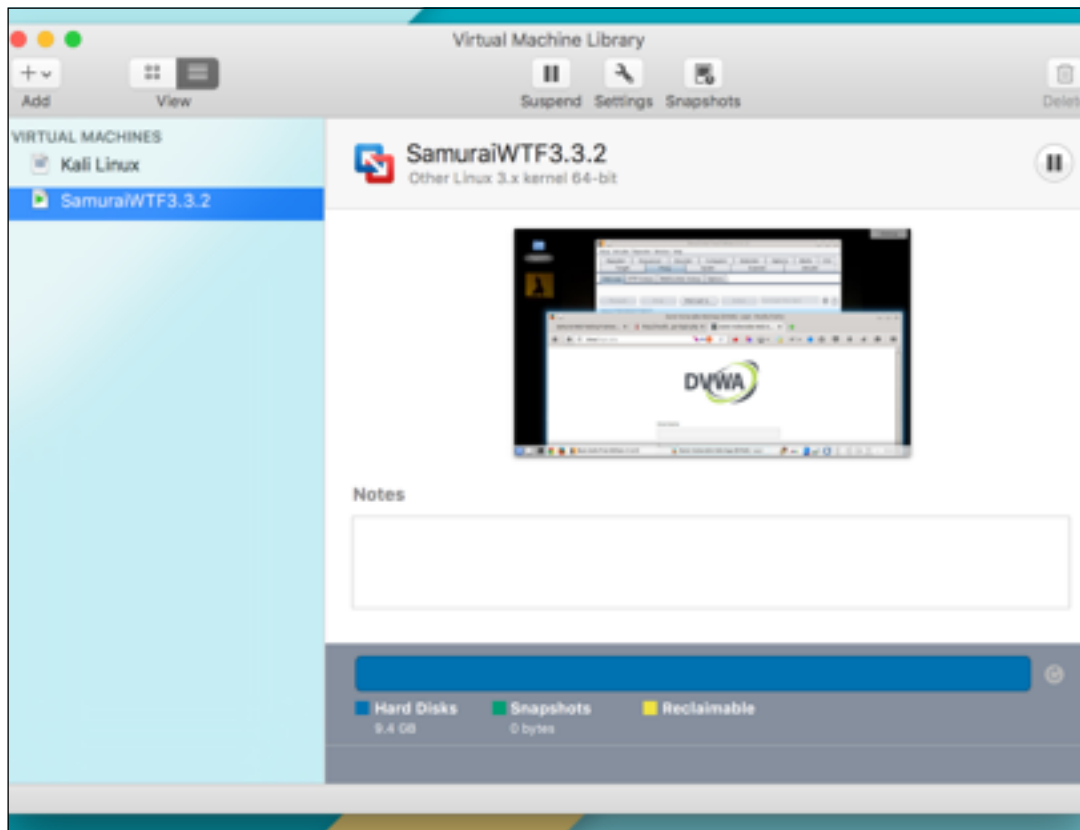 Virtual Machine Library
Add View Suspend Settings Snapshots Delet
VIRTUAL MACHINES
Kali Linux
SamuraiWTF3.3.2
SamuraiWTF3.3.2
Other Linux 3.x kernel 64-bit
DVWA
Notes
Hard Disks Snapshots Reclaimable
9.4 GB 0 bytes